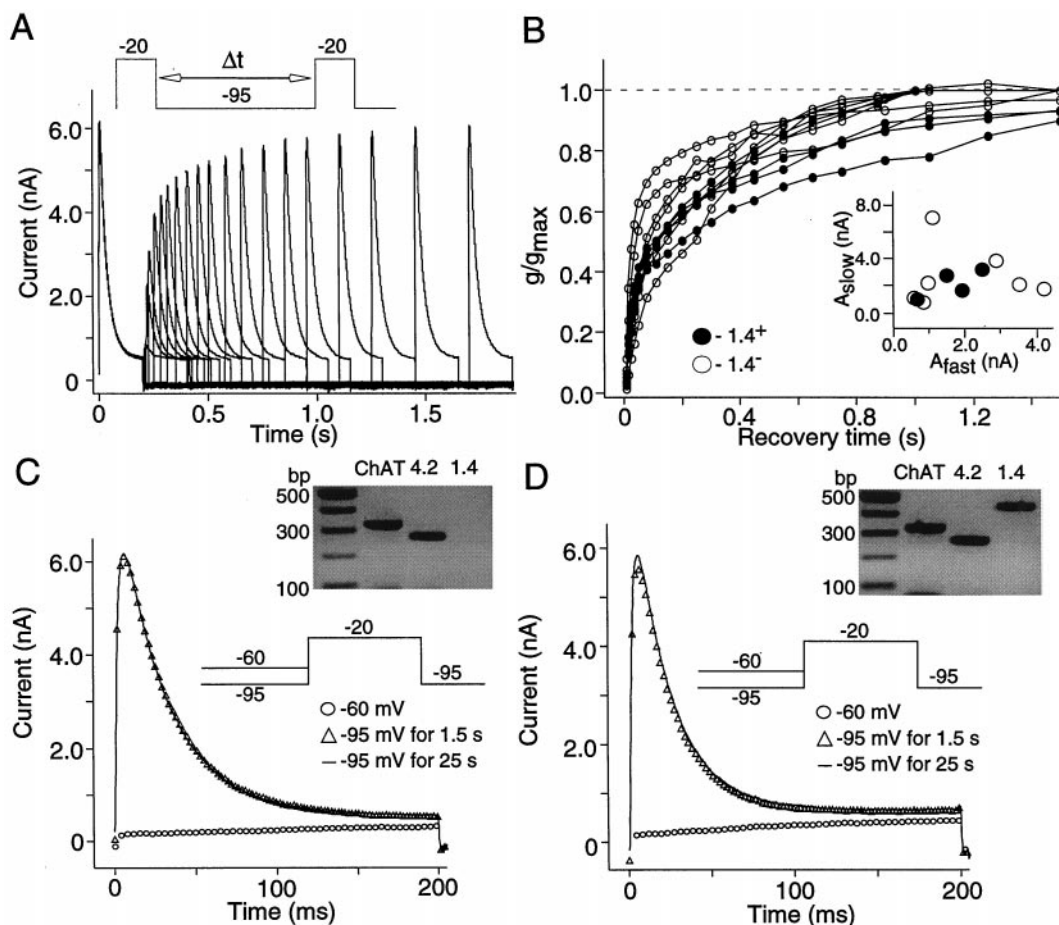 A
-20
-20
Δt
-95
6.0
4.0
2.0
0
Current (nA)
0
0.5
1.0
1.5
Time (s)
B
1.0
0.8
0.6
0.4
0.2
0.0
g/gmax
0.0
0.4
0.8
1.2
Recovery time (s)
- 1.4+
- 1.4-
8.0
4.0
0.0
Aslow (nA)
0.0
2.0
4.0
Afast (nA)
C
bp
ChAT 4.2 1.4
500
300
100
6.0
4.0
2.0
0
Current (nA)
-20
-60
-95
-95
-60 mV
-95 mV for 1.5 s
-95 mV for 25 s
0
100
200
Time (ms)
D
bp
ChAT 4.2 1.4
500
300
100
6.0
4.0
2.0
0
Current (nA)
-20
-60
-95
-95
-60 mV
-95 mV for 1.5 s
-95 mV for 25 s
0
100
200
Time (ms)